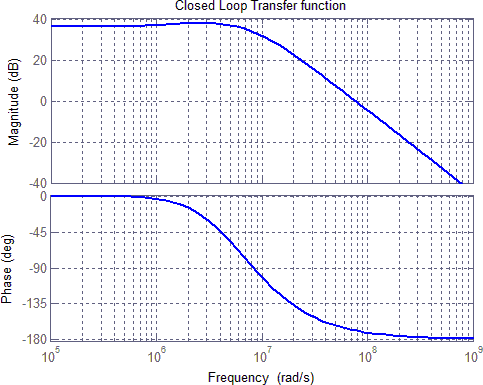 Closed Loop Transfer function
Magnitude (dB)
40
20
0
-20
-40
Phase (deg)
0
-45
-90
-135
-180
10^5 10^6 10^7 10^8 10^9
Frequency (rad/s)